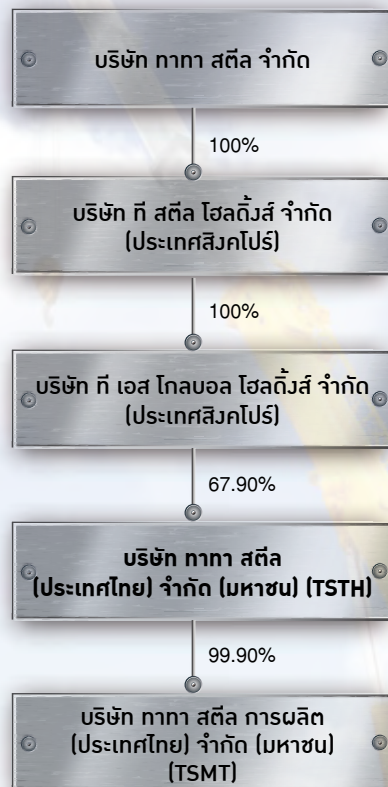 บริษัท ทาทา สตีล จำกัด
100%
บริษัท ที สตีล โฮลดิ้งส์ จำกัด
(ประเทศสิงคโปร์)
100%
บริษัท ที เอส โกลบอล โฮลดิ้งส์ จำกัด
(ประเทศสิงคโปร์)
67.90%
บริษัท ทาทา สตีล
(ประเทศไทย) จำกัด (มหาชน) (TSTH)
99.90%
บริษัท ทาทา สตีล การผลิต
(ประเทศไทย) จำกัด (มหาชน)
(TSMT)